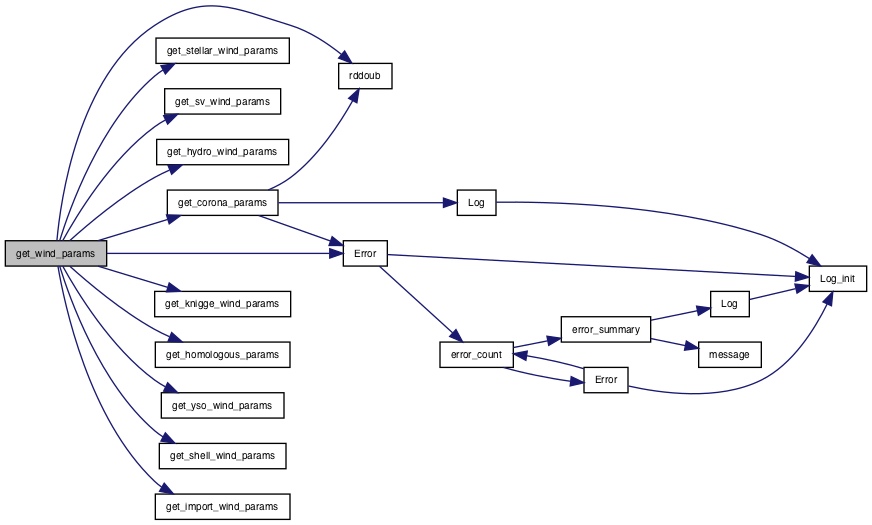 get_stellar_wind_params
rddoub
get_sv_wind_params
get_hydro_wind_params
get_corona_params
Log
get_wind_params
Error
Log_init
get_knigge_wind_params
Log
error_summary
get_homologous_params
error_count
message
Error
get_yso_wind_params
get_shell_wind_params
get_import_wind_params